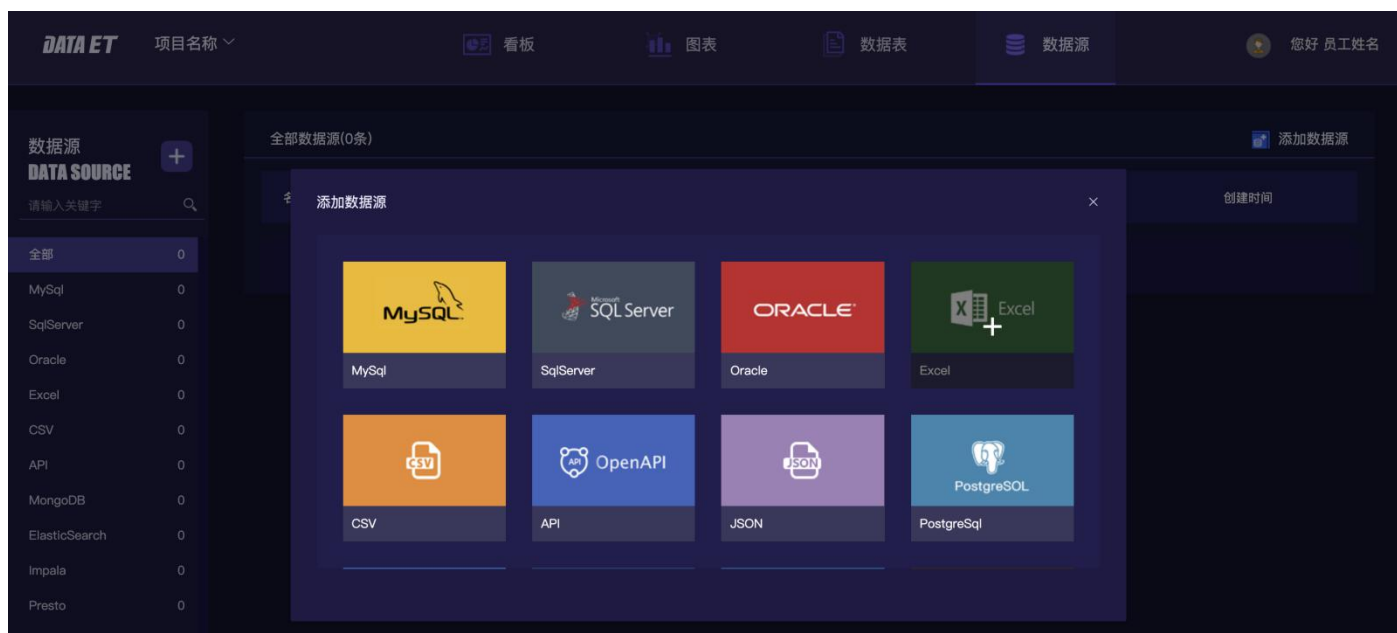 DATA ET 项目名称 看板 图表 数据表 数据源 您好 员工姓名
数据源
DATA SOURCE
请输入关键字
全部 0
MySql 0
SqlServer 0
Oracle 0
Excel 0
CSV 0
API 0
MongoDB 0
ElasticSearch 0
Impala 0
Presto 0
全部数据源(0条) 添加数据源
创建时间
添加数据源 ×
MySQL
Microsoft
SQL Server
ORACLE
X Excel
MySql SqlServer Oracle Excel
CSV
API OpenAPI
JSON
PostgreSOL
CSV API JSON PostgreSql